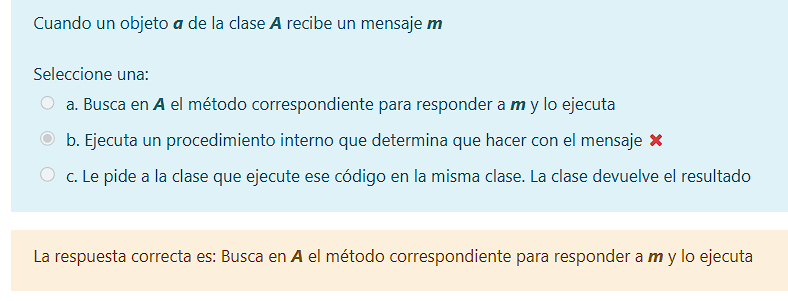 Cuando un objeto a de la clase A recibe un mensaje m
Seleccione una:
a. Busca en A el método correspondiente para responder a m y lo ejecuta
b. Ejecuta un procedimiento interno que determina que hacer con el mensaje
c. Le pide a la clase que ejecute ese código en la misma clase. La clase devuelve el resultado
La respuesta correcta es: Busca en A el método correspondiente para responder a m y lo ejecuta